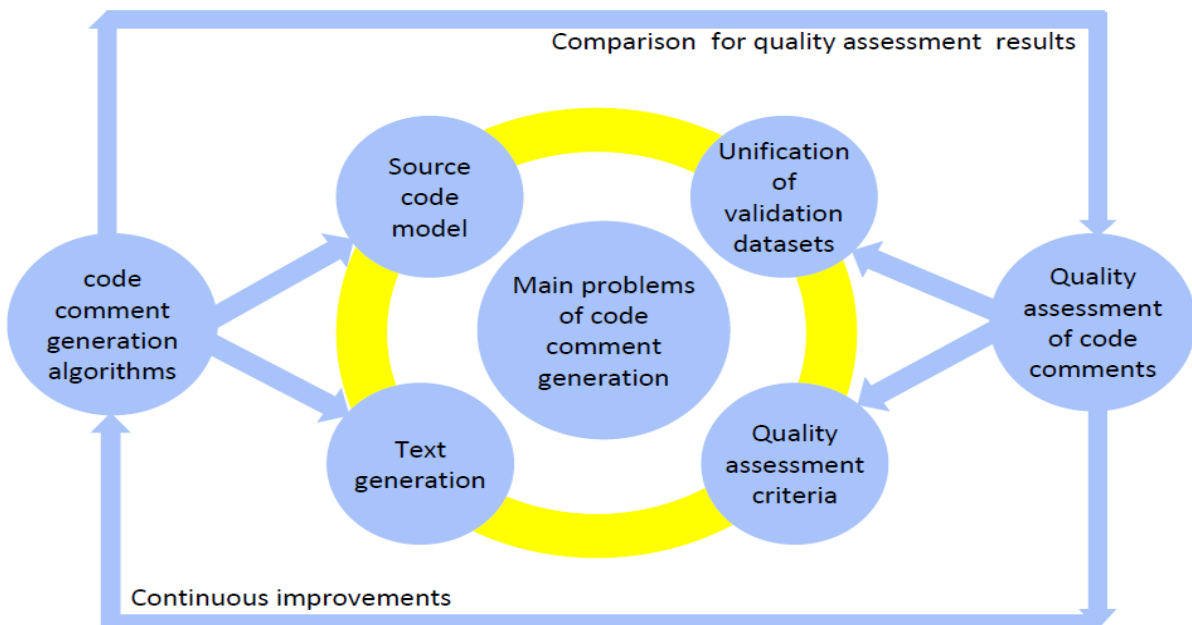 Comparison for quality assessment results
Source
code
model
Unification
of
validation
datasets
code
comment
generation
algorithms
Main problems
of code
comment
generation
Quality
assessment
of code
comments
Text
generation
Quality
assessment
criteria
Continuous improvements